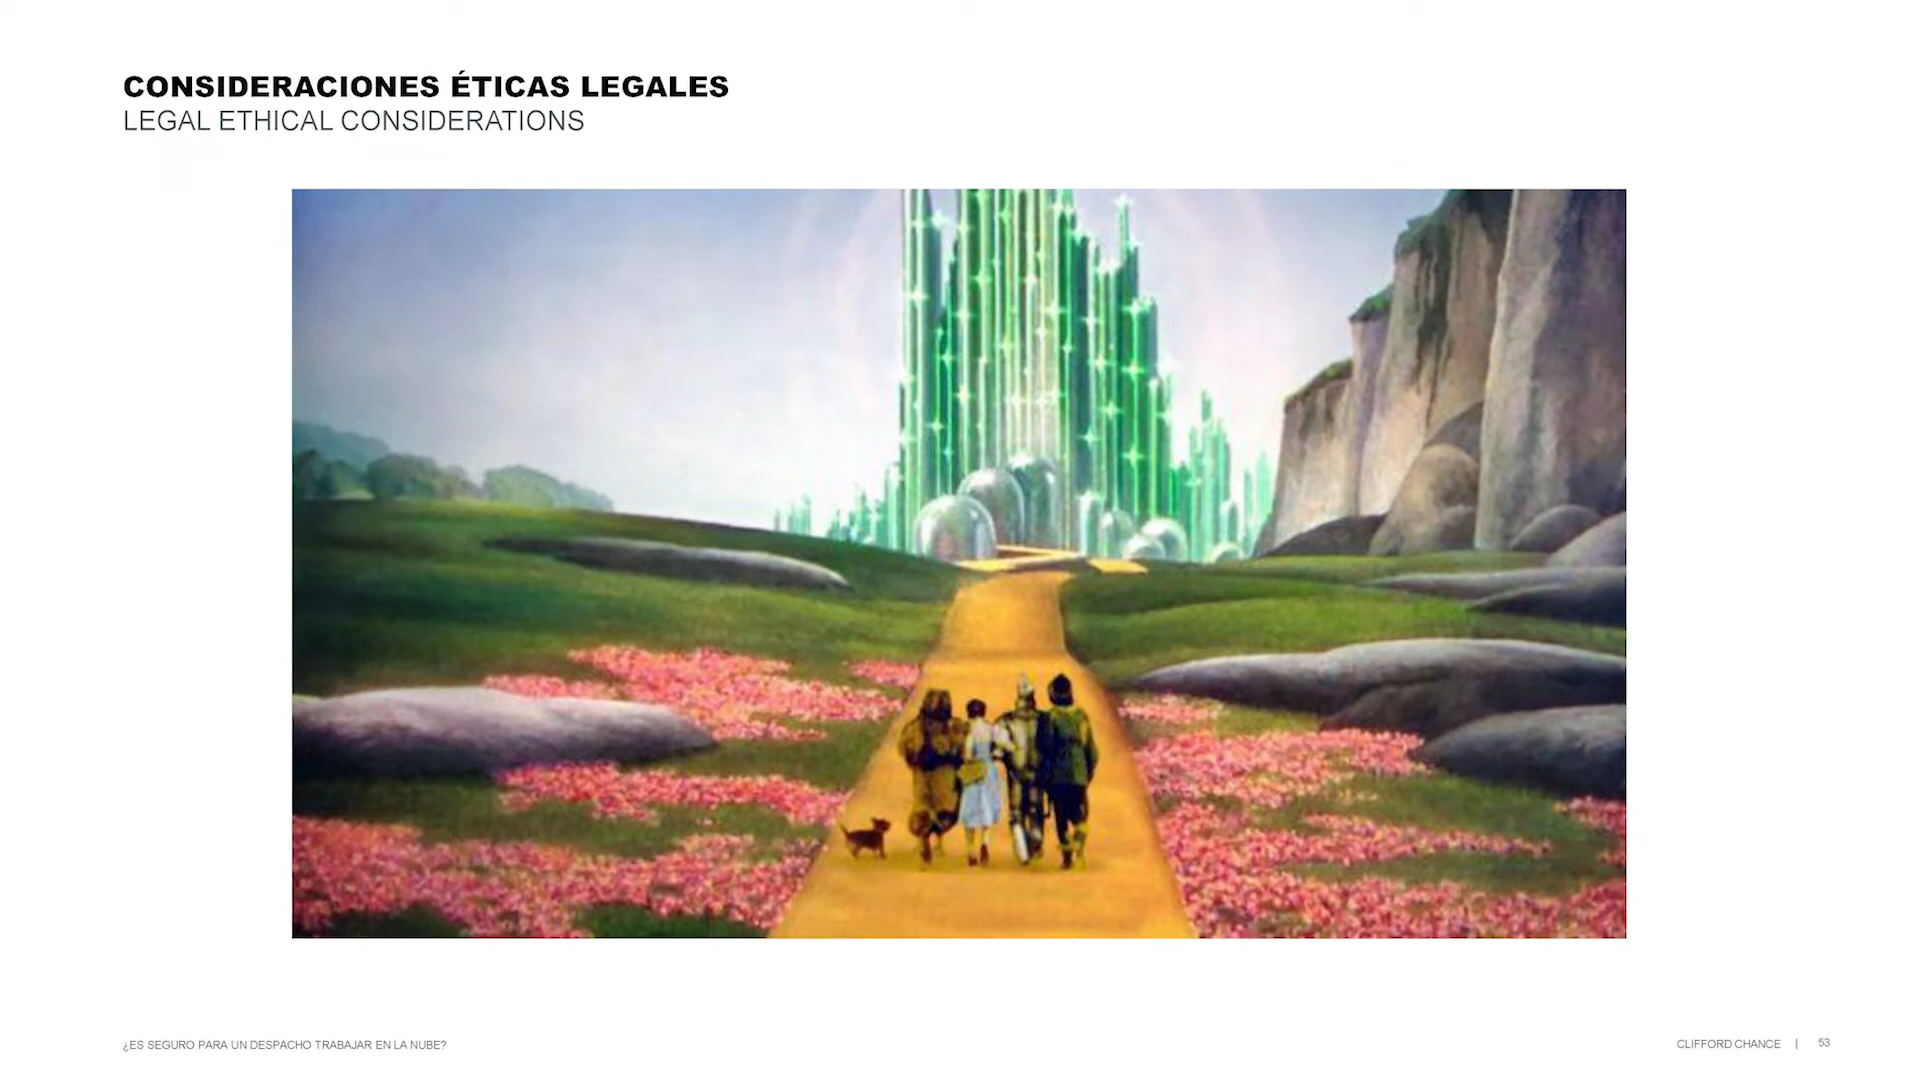 CONSIDERACIONES ÉTICAS LEGALES
LEGAL ETHICAL CONSIDERATIONS
¿ES SEGURO PARA UN DESPACHO TRABAJAR EN LA NUBE?
CLIFFORD CHANCE | 53